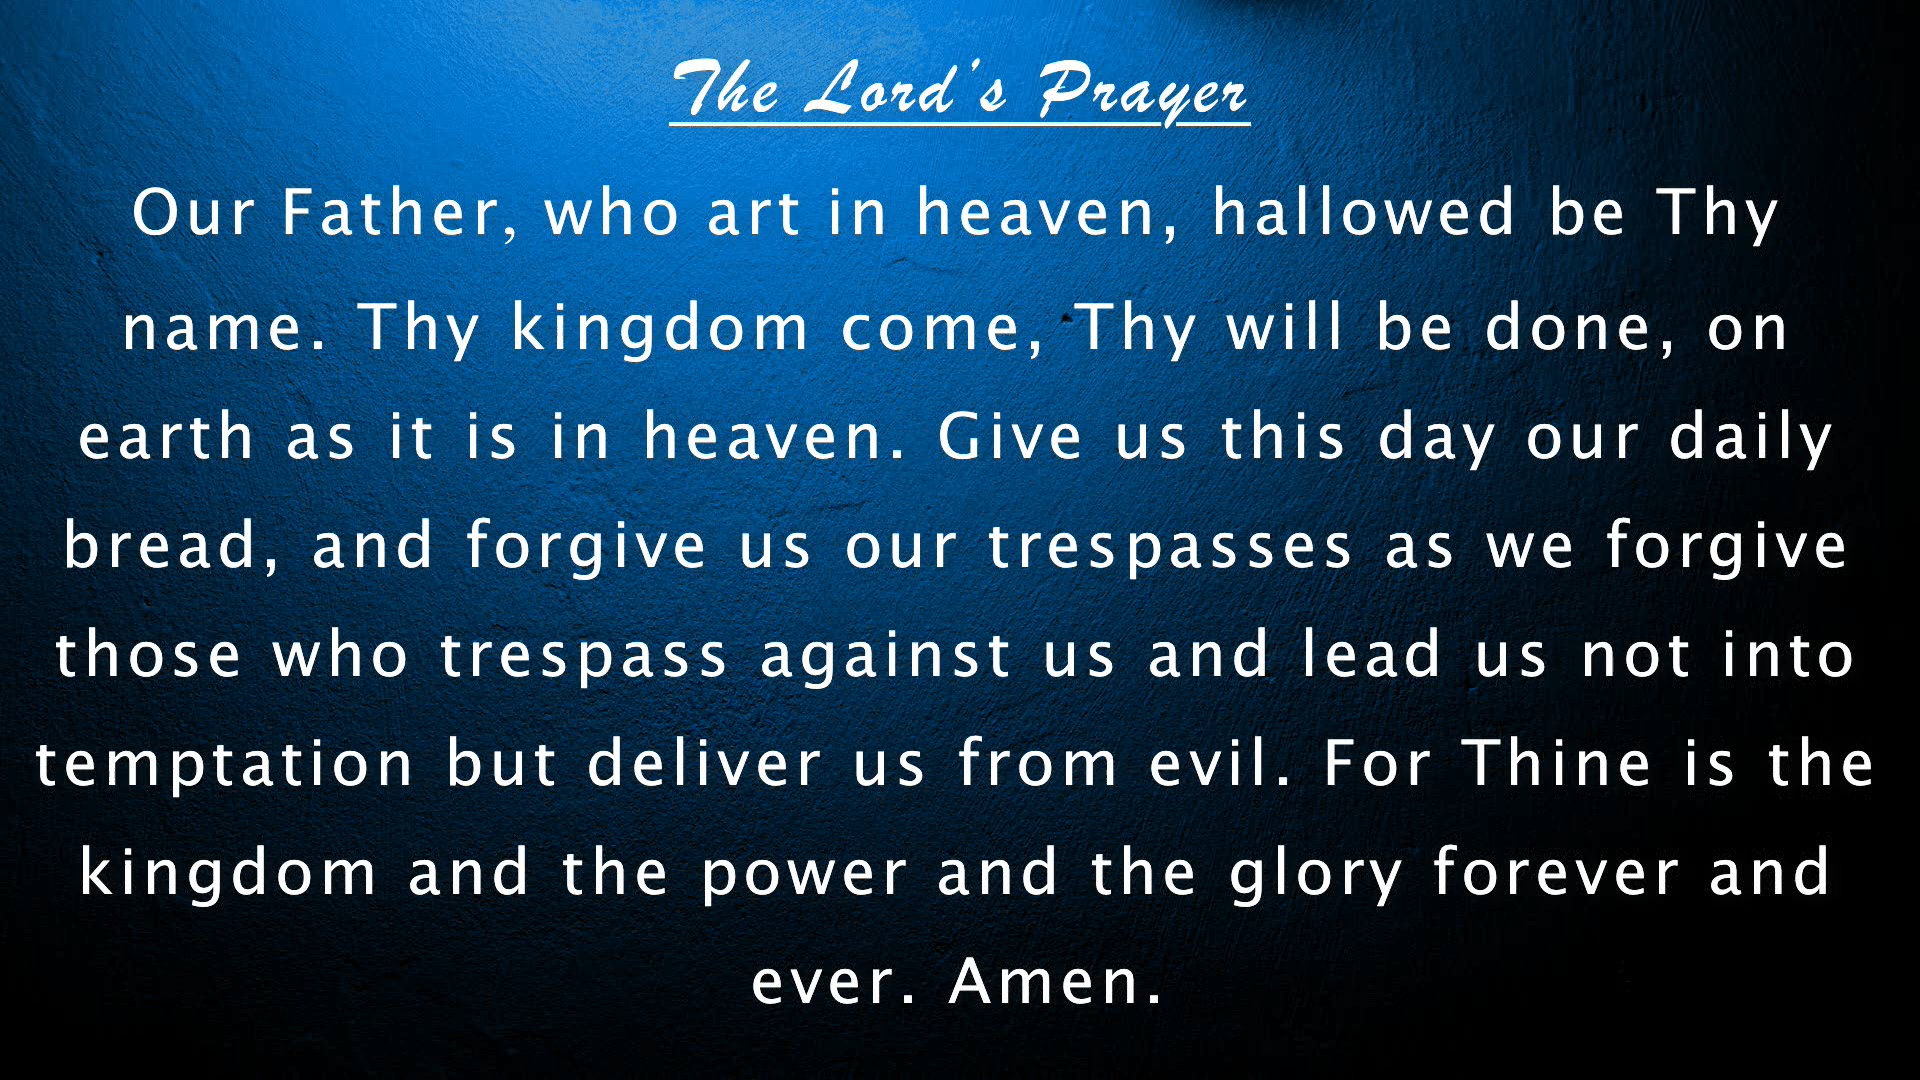 The Lord's Prayer
Our Father, who art in heaven, hallowed be Thy
name. Thy kingdom come, Thy will be done, on
earth as it is in heaven. Give us this day our daily
bread, and forgive us our trespasses as we forgive
those who trespass against us and lead us not into
temptation but deliver us from evil. For Thine is the
kingdom and the power and the glory forever and
ever. Amen.